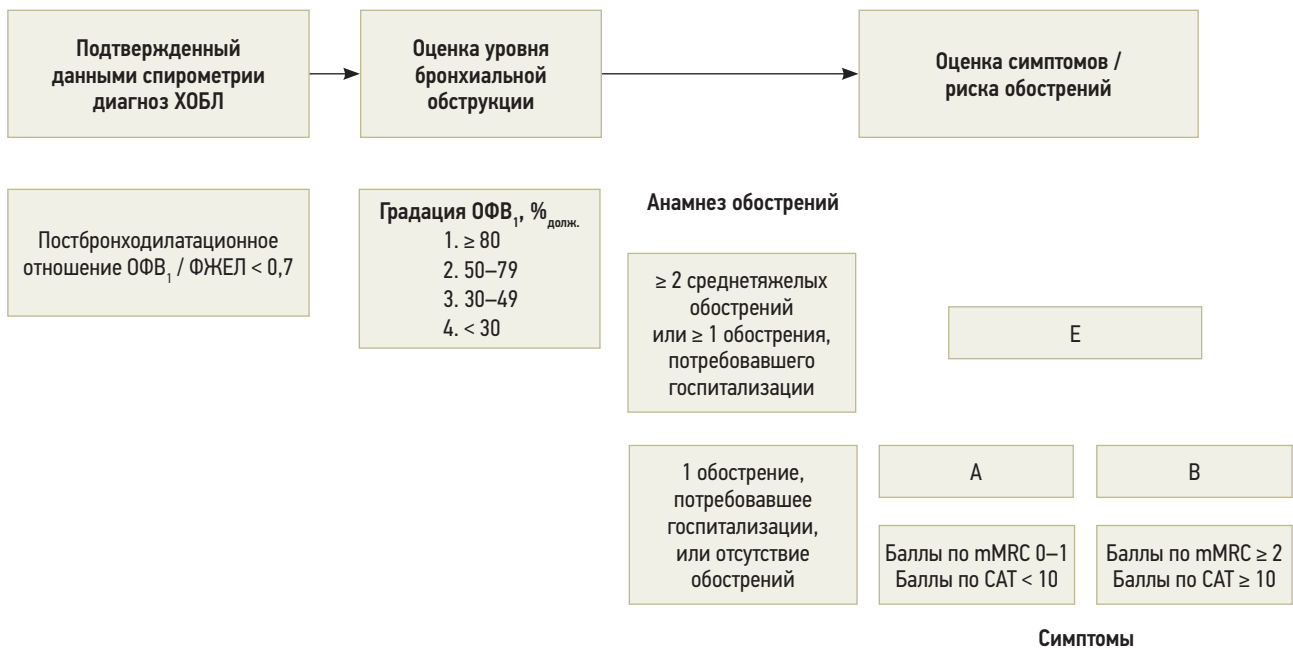 Подтвержденный
данными спирометрии
диагноз ХОБЛ
Оценка уровня
бронхиальной
обструкции
Оценка симптомов /
риска обострений
Постбронходилатационное
отношение ОФВ₁ / ФЖЕЛ < 0,7
Градация ОФВ₁, %долж.
1. ≥ 80
2. 50–79
3. 30–49
4. < 30
Анамнез обострений
≥ 2 среднетяжелых
обострений
или ≥ 1 обострения,
потребовавшего
госпитализации
E
1 обострение,
потребовавшее
госпитализации,
или отсутствие
обострений
A
B
Баллы по mMRC 0–1
Баллы по CAT < 10
Баллы по mMRC ≥ 2
Баллы по CAT ≥ 10
Симптомы